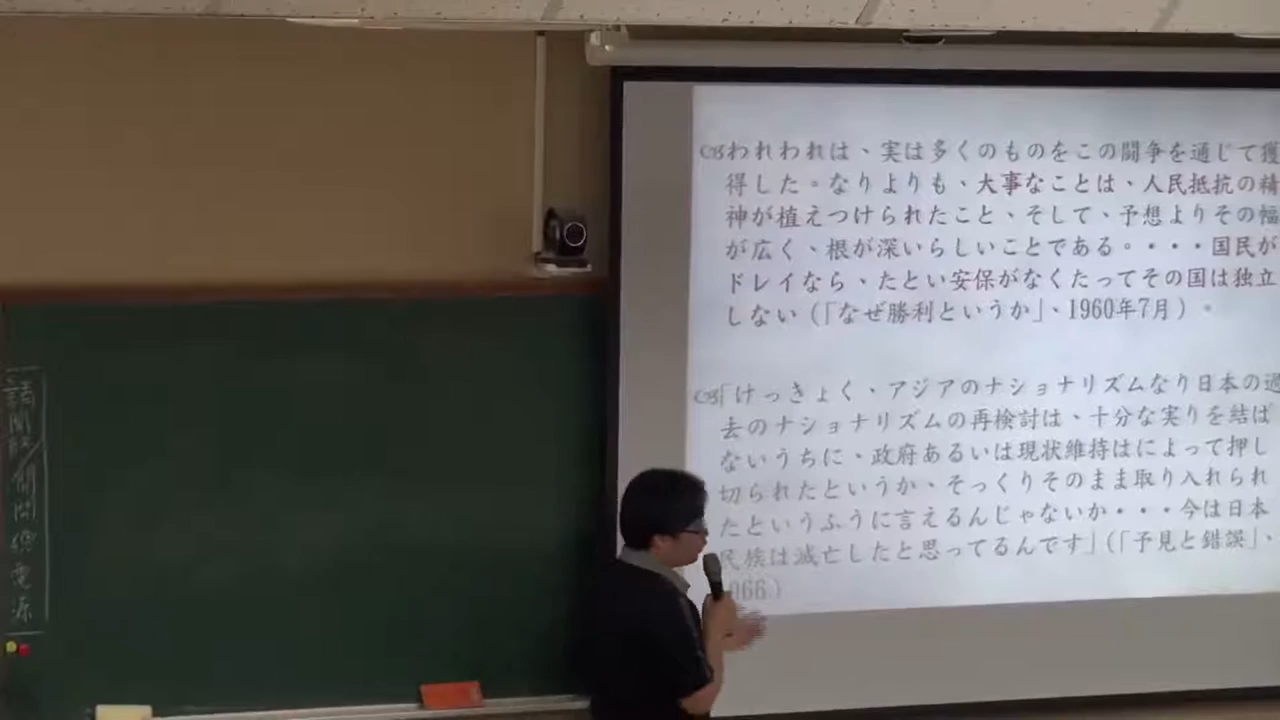 われわれは、実は多くのものをこの闘争を通じて獲
得した。なりよりも、大事なことは、人民抵抗の精
神が植えつけられたこと、そして、予想よりその幅
が広く、根が深いらしいことである。・・・国民が
ドレイなら、たとい安保がなくたってその国は独立
しない（「なぜ勝利というか」、1960年7月）。
「けっきょく、アジアのナショナリズムなり日本の過
去のナショナリズムの再検討は、十分な実りを結ば
ないうちに、政府あるいは現状維持はによって押し
切られたというか、そっくりそのまま取り入れられ
たというふうに言えるんじゃないか・・・今は日本
民族は滅亡したと思ってるんです」（「予見と錯誤」、
966.）
電源